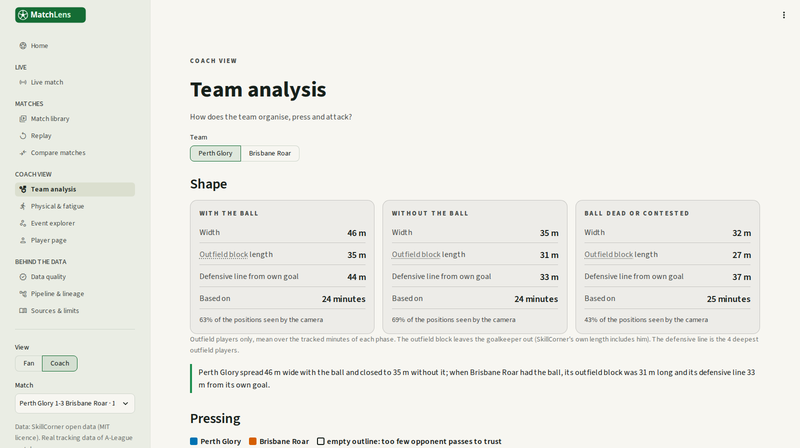 MatchLens
Home
LIVE
Live match
MATCHES
Match library
Replay
Compare matches
COACH VIEW
Team analysis
Physical & fatigue
Event explorer
Player page
BEHIND THE DATA
Data quality
Pipeline & lineage
Sources & limits
View
Fan
Coach
Match
Perth Glory 1-3 Brisbane Roar · 1
Data: SkillCorner open data (MIT
licence). Real tracking data of A-League
COACH VIEW
Team analysis
How does the team organise, press and attack?
Team
Perth Glory
Brisbane Roar
Shape
WITH THE BALL
Width 46 m
Outfield block length 35 m
Defensive line from own goal 44 m
Based on 24 minutes
63% of the positions seen by the camera
WITHOUT THE BALL
Width 35 m
Outfield block length 31 m
Defensive line from own goal 33 m
Based on 24 minutes
69% of the positions seen by the camera
BALL DEAD OR CONTESTED
Width 32 m
Outfield block length 27 m
Defensive line from own goal 37 m
Based on 25 minutes
43% of the positions seen by the camera
Outfield players only, mean over the tracked minutes of each phase. The outfield block leaves the goalkeeper out (SkillCorner's own length includes him). The defensive line is the 4 deepest
outfield players.
Perth Glory spread 46 m wide with the ball and closed to 35 m without it; when Brisbane Roar had the ball, its outfield block was 31 m long and its defensive line 33
m from its own goal.
Pressing
Perth Glory
Brisbane Roar
empty outline: too few opponent passes to trust